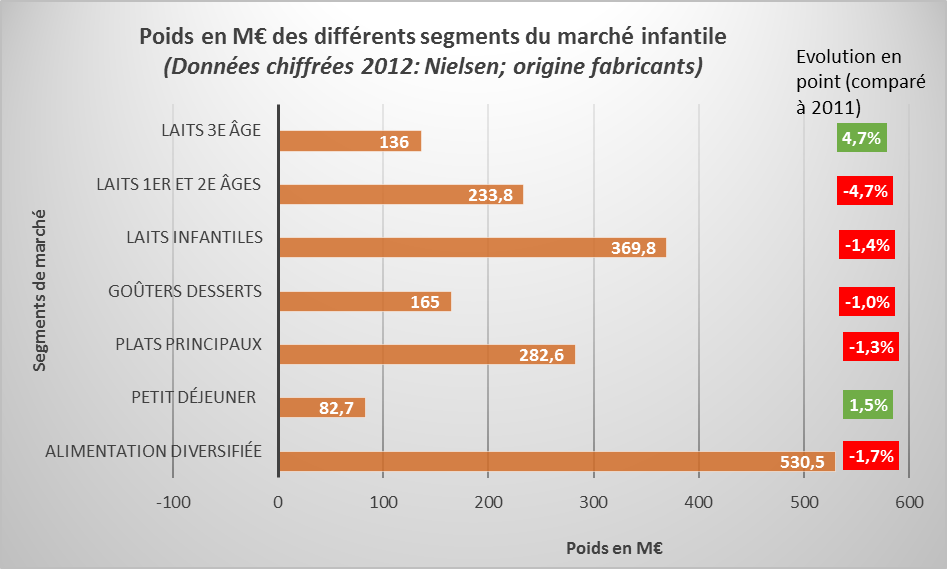 Poids en M€ des différents segments du marché infantile
(Données chiffrées 2012: Nielsen; origine fabricants)
Evolution en
point (comparé
à 2011)
LAITS 3E ÂGE
136
4,7%
LAITS 1ER ET 2E ÂGES
233,8
-4,7%
LAITS INFANTILES
369,8
-1,4%
GOÛTERS DESSERTS
165
-1,0%
PLATS PRINCIPAUX
282,6
-1,3%
PETIT DÉJEUNER
82,7
1,5%
ALIMENTATION DIVERSIFIÉE
530,5
-1,7%
Segments de marché
-100 0 100 200 300 400 500 600
Poids en M€